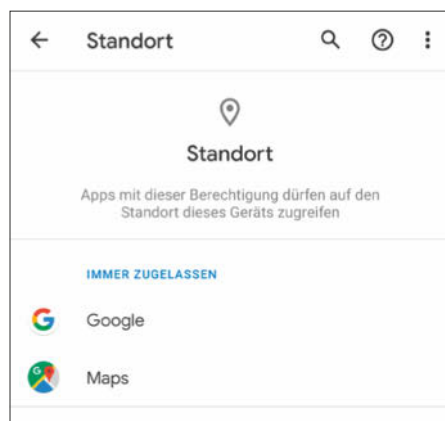 Standort
Standort
Apps mit dieser Berechtigung dürfen auf den
Standort dieses Geräts zugreifen
IMMER ZUGELASSEN
Google
Maps